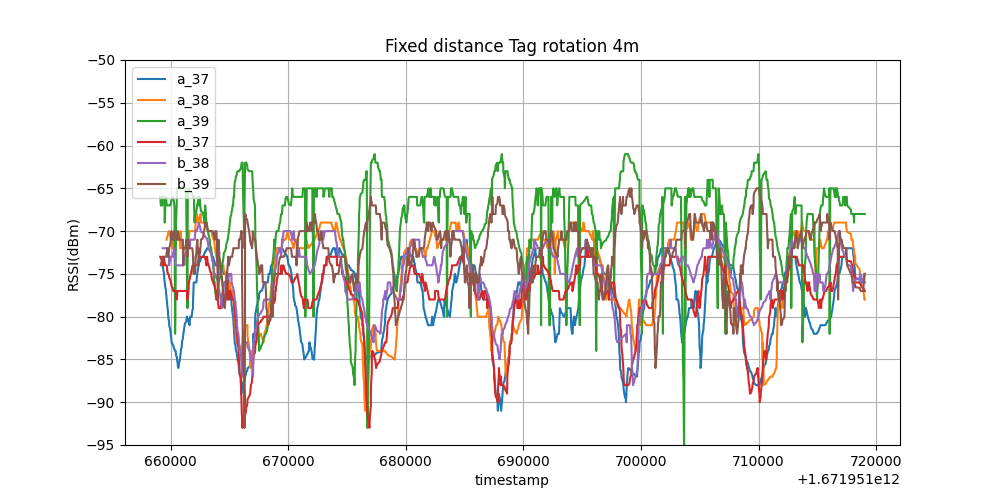 Fixed distance Tag rotation 4m
RSSI(dBm)
−50
−55
−60
−65
−70
−75
−80
−85
−90
−95
a_37
a_38
a_39
b_37
b_38
b_39
660000 670000 680000 690000 700000 710000 720000
timestamp
+1.671951e12